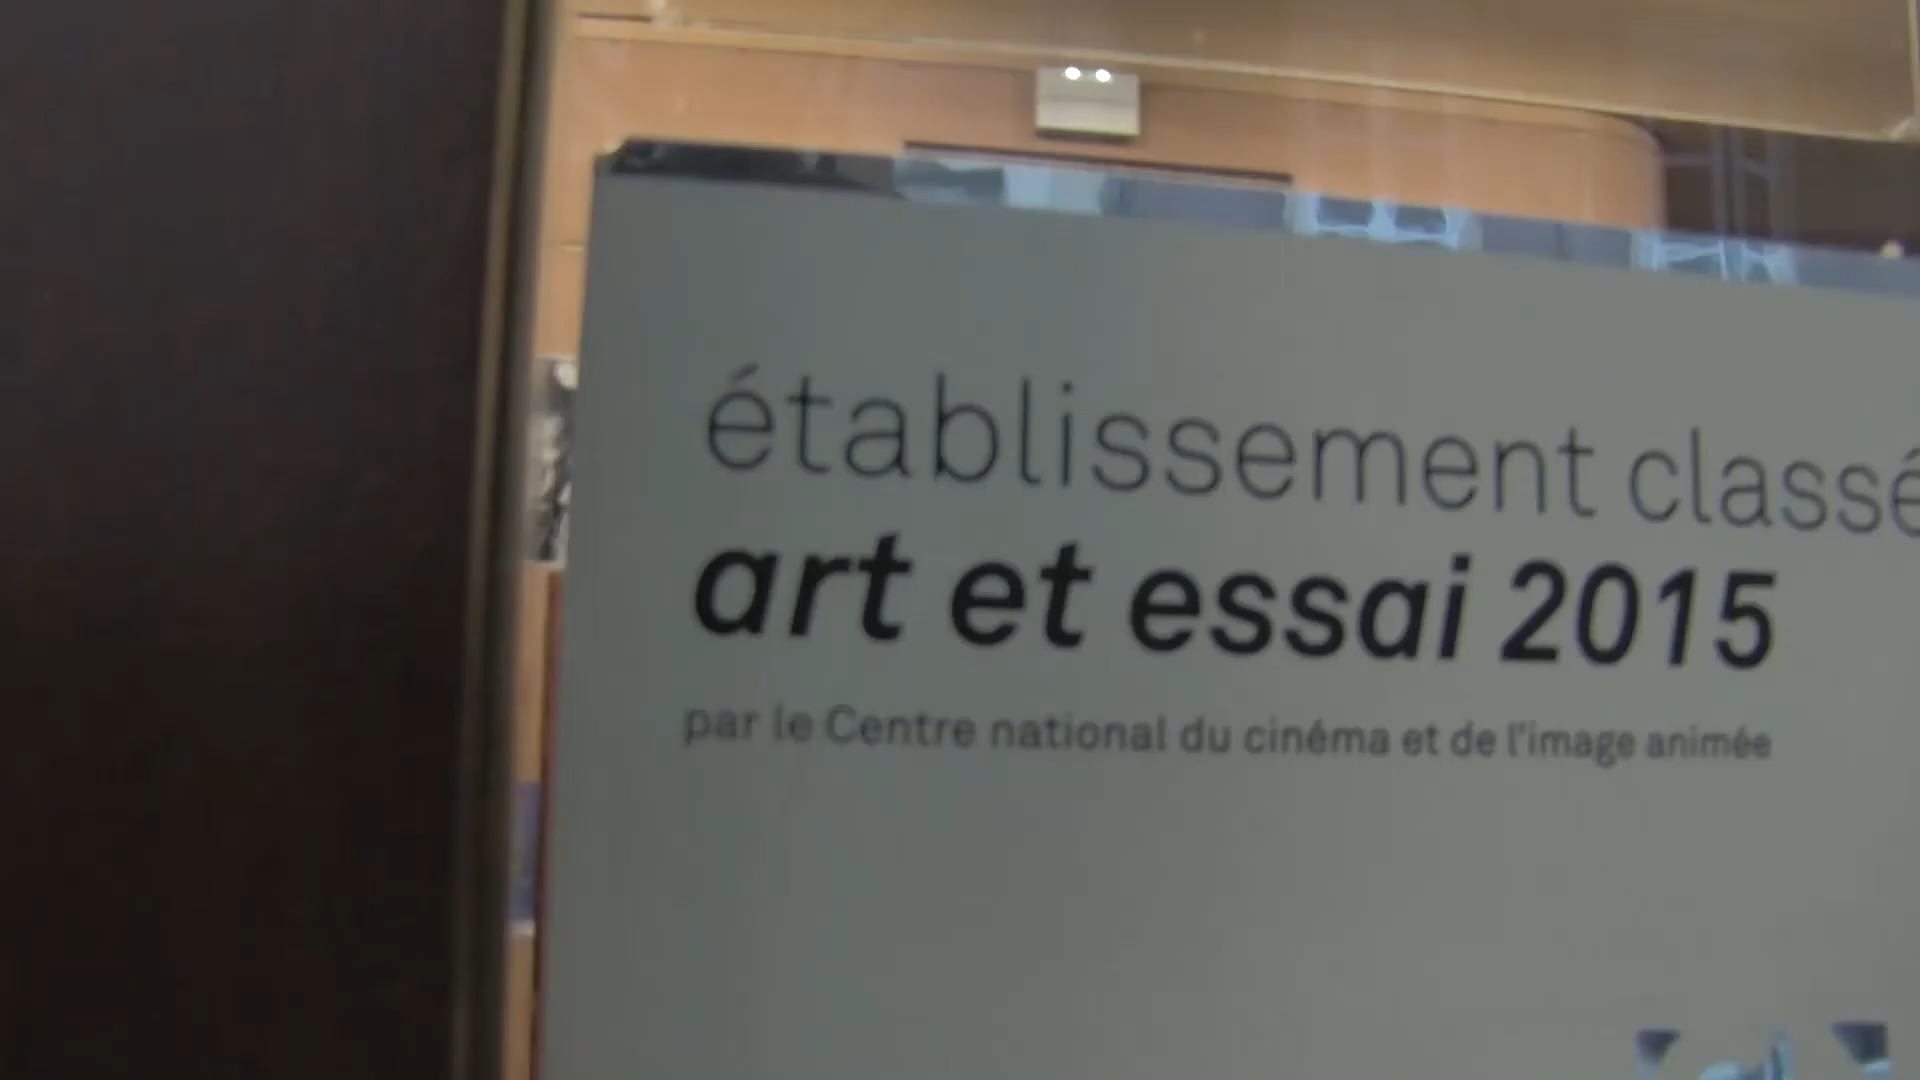 établissement classé
art et essai 2015
par le Centre national du cinéma et de l'image animée